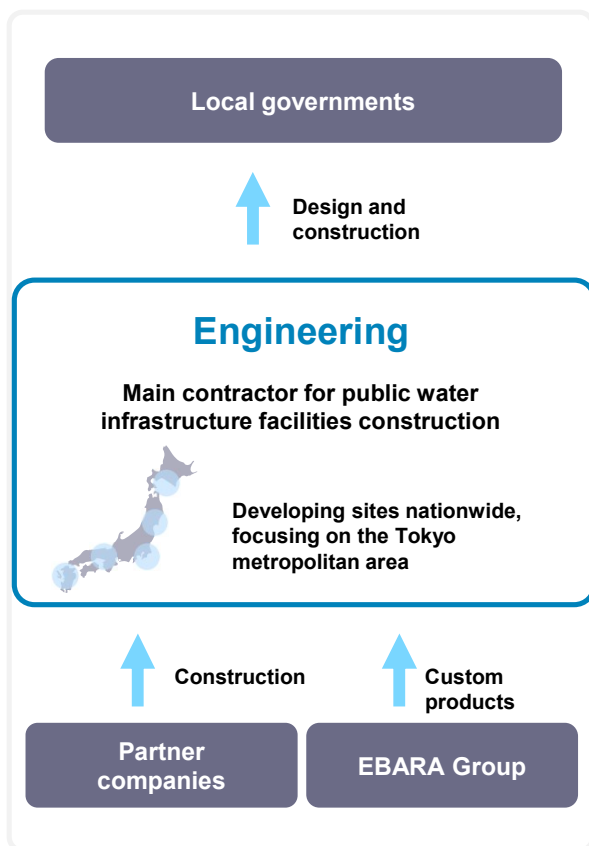 Local governments
Design and
construction
Engineering
Main contractor for public water
infrastructure facilities construction
Developing sites nationwide,
focusing on the Tokyo
metropolitan area
Construction
Custom
products
Partner
companies
EBARA Group